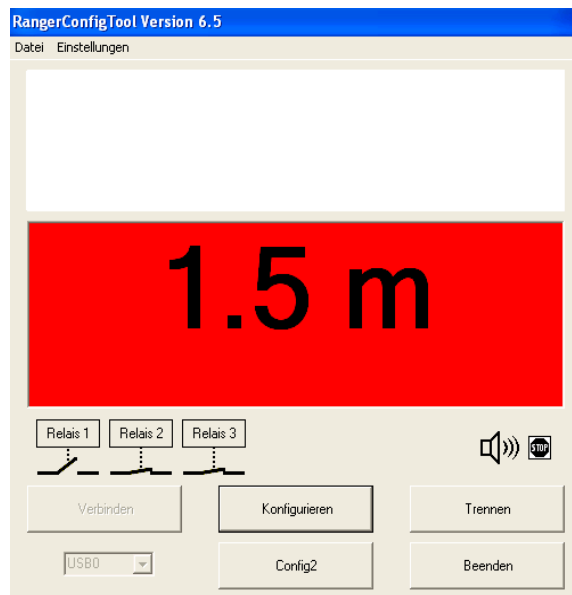 RangerConfigTool Version 6.5
Datei Einstellungen
1.5 m
Relais 1 Relais 2 Relais 3
STOP
Verbinden Konfigurieren Trennen
USB0 Config2 Beenden